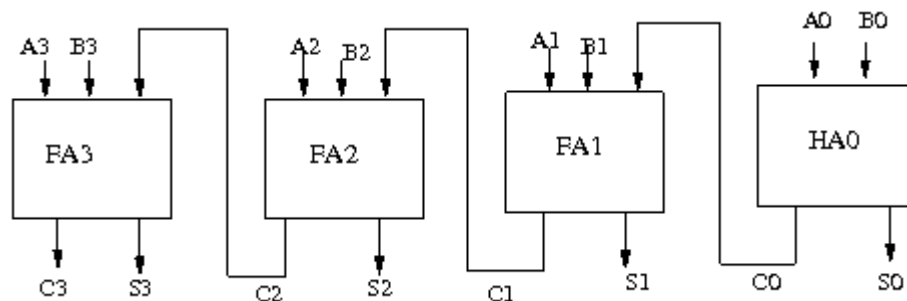 A3 B3 A2 B2 A1 B1 A0 B0
FA3 FA2 FA1 HA0
C3 S3 C2 S2 C1 S1 C0 S0